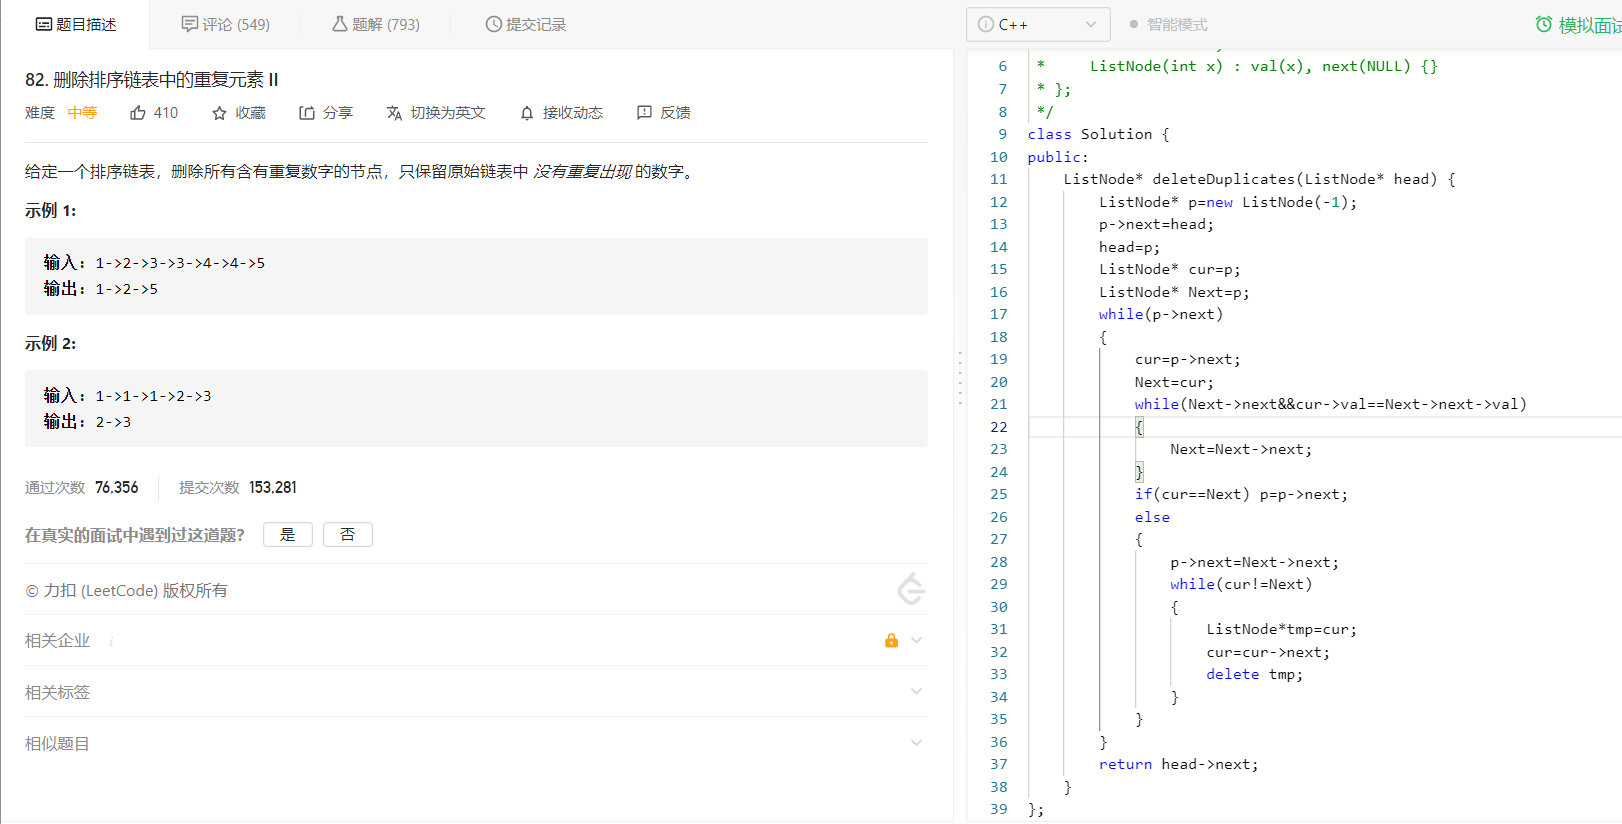 题目描述
评论 (549)
题解 (793)
提交记录
82. 删除排序链表中的重复元素 II
难度 中等 410 收藏 分享 切换为英文 接收动态 反馈
给定一个排序链表，删除所有含有重复数字的节点，只保留原始链表中 没有重复出现 的数字。
示例 1:
输入: 1->2->3->3->4->4->5
输出: 1->2->5
示例 2:
输入: 1->1->1->2->3
输出: 2->3
通过次数 76,356 提交次数 153,281
在真实的面试中遇到过这道题? 是 否
© 力扣 (LeetCode) 版权所有
相关企业 i
相关标签
相似题目
C++ 智能模式 模拟面试
6 *     ListNode(int x) : val(x), next(NULL) {}
7 * };
8 */
9 class Solution {
10 public:
11     ListNode* deleteDuplicates(ListNode* head) {
12         ListNode* p=new ListNode(-1);
13         p->next=head;
14         head=p;
15         ListNode* cur=p;
16         ListNode* Next=p;
17         while(p->next)
18         {
19             cur=p->next;
20             Next=cur;
21             while(Next->next&&cur->val==Next->next->val)
22             {
23                 Next=Next->next;
24             }
25             if(cur==Next) p=p->next;
26             else
27             {
28                 p->next=Next->next;
29                 while(cur!=Next)
30                 {
31                     ListNode*tmp=cur;
32                     cur=cur->next;
33                     delete tmp;
34                 }
35             }
36         }
37         return head->next;
38     }
39 };